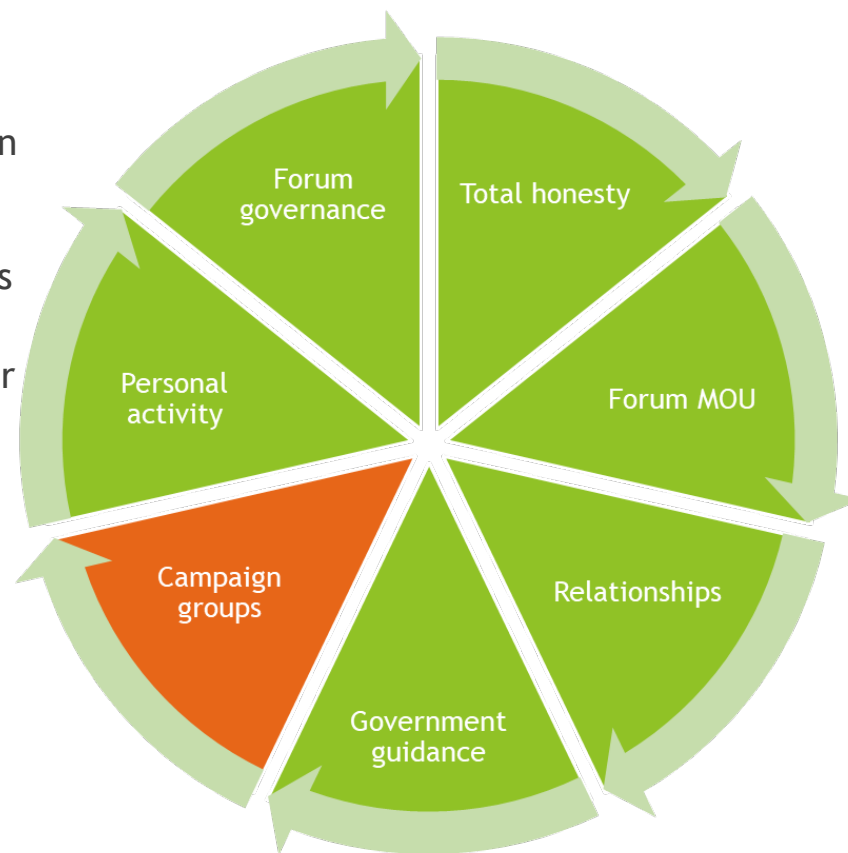 n
s
r
Forum
governance
Total honesty
Personal
activity
Forum MOU
Campaign
groups
Relationships
Government
guidance